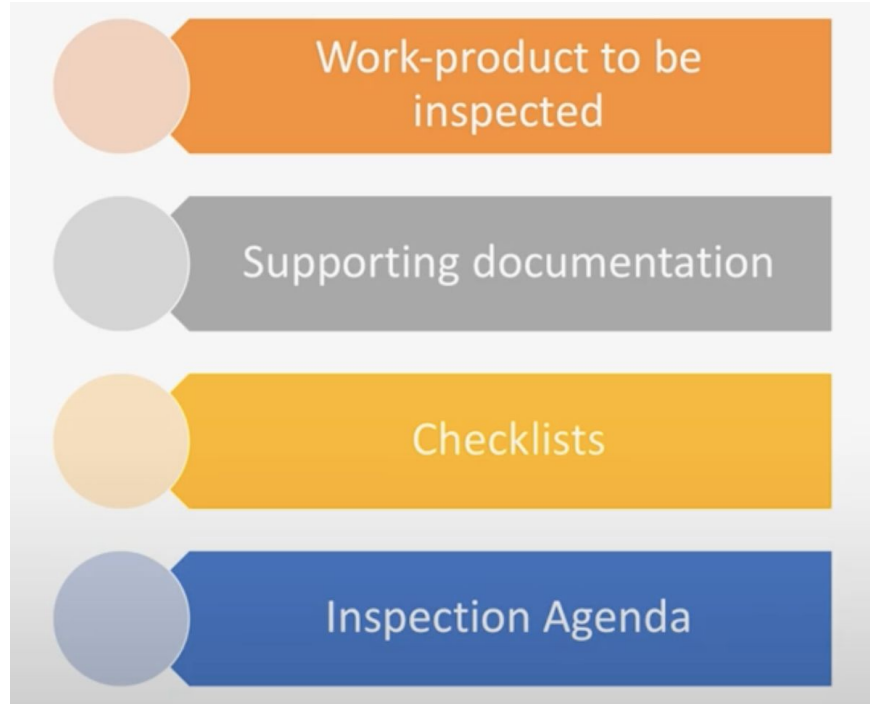 Work-product to be
inspected
Supporting documentation
Checklists
Inspection Agenda